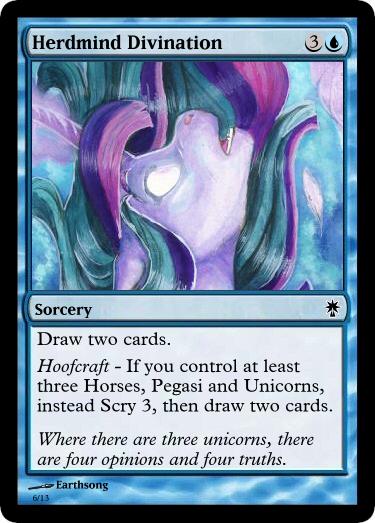 Herdmind Divination 3
Sorcery
Draw two cards.
Hoofcraft - If you control at least
three Horses, Pegasi and Unicorns,
instead Scry 3, then draw two cards.
Where there are three unicorns, there
are four opinions and four truths.
Earthsong
6/13